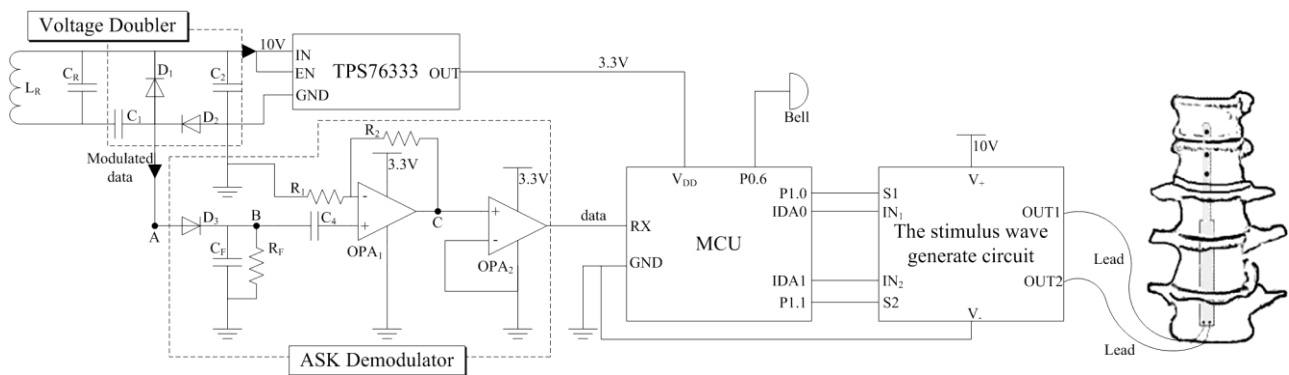 Voltage Doubler
10V
IN
EN
GND
TPS76333
OUT
3.3V
L_R
C_R
D_1
C_2
C_1
D_2
Bell
Modulated
data
R_2
3.3V
R_1
3.3V
V_DD
P0.6
10V
V_+
A
D_3
B
C_4
C_F
R_F
-
+
OPA_1
C
+
-
OPA_2
data
RX
GND
MCU
P1.0
IDA0
IDA1
P1.1
S1
IN_1
IN_2
S2
The stimulus wave
generate circuit
OUT1
OUT2
V_-
Lead
Lead
ASK Demodulator